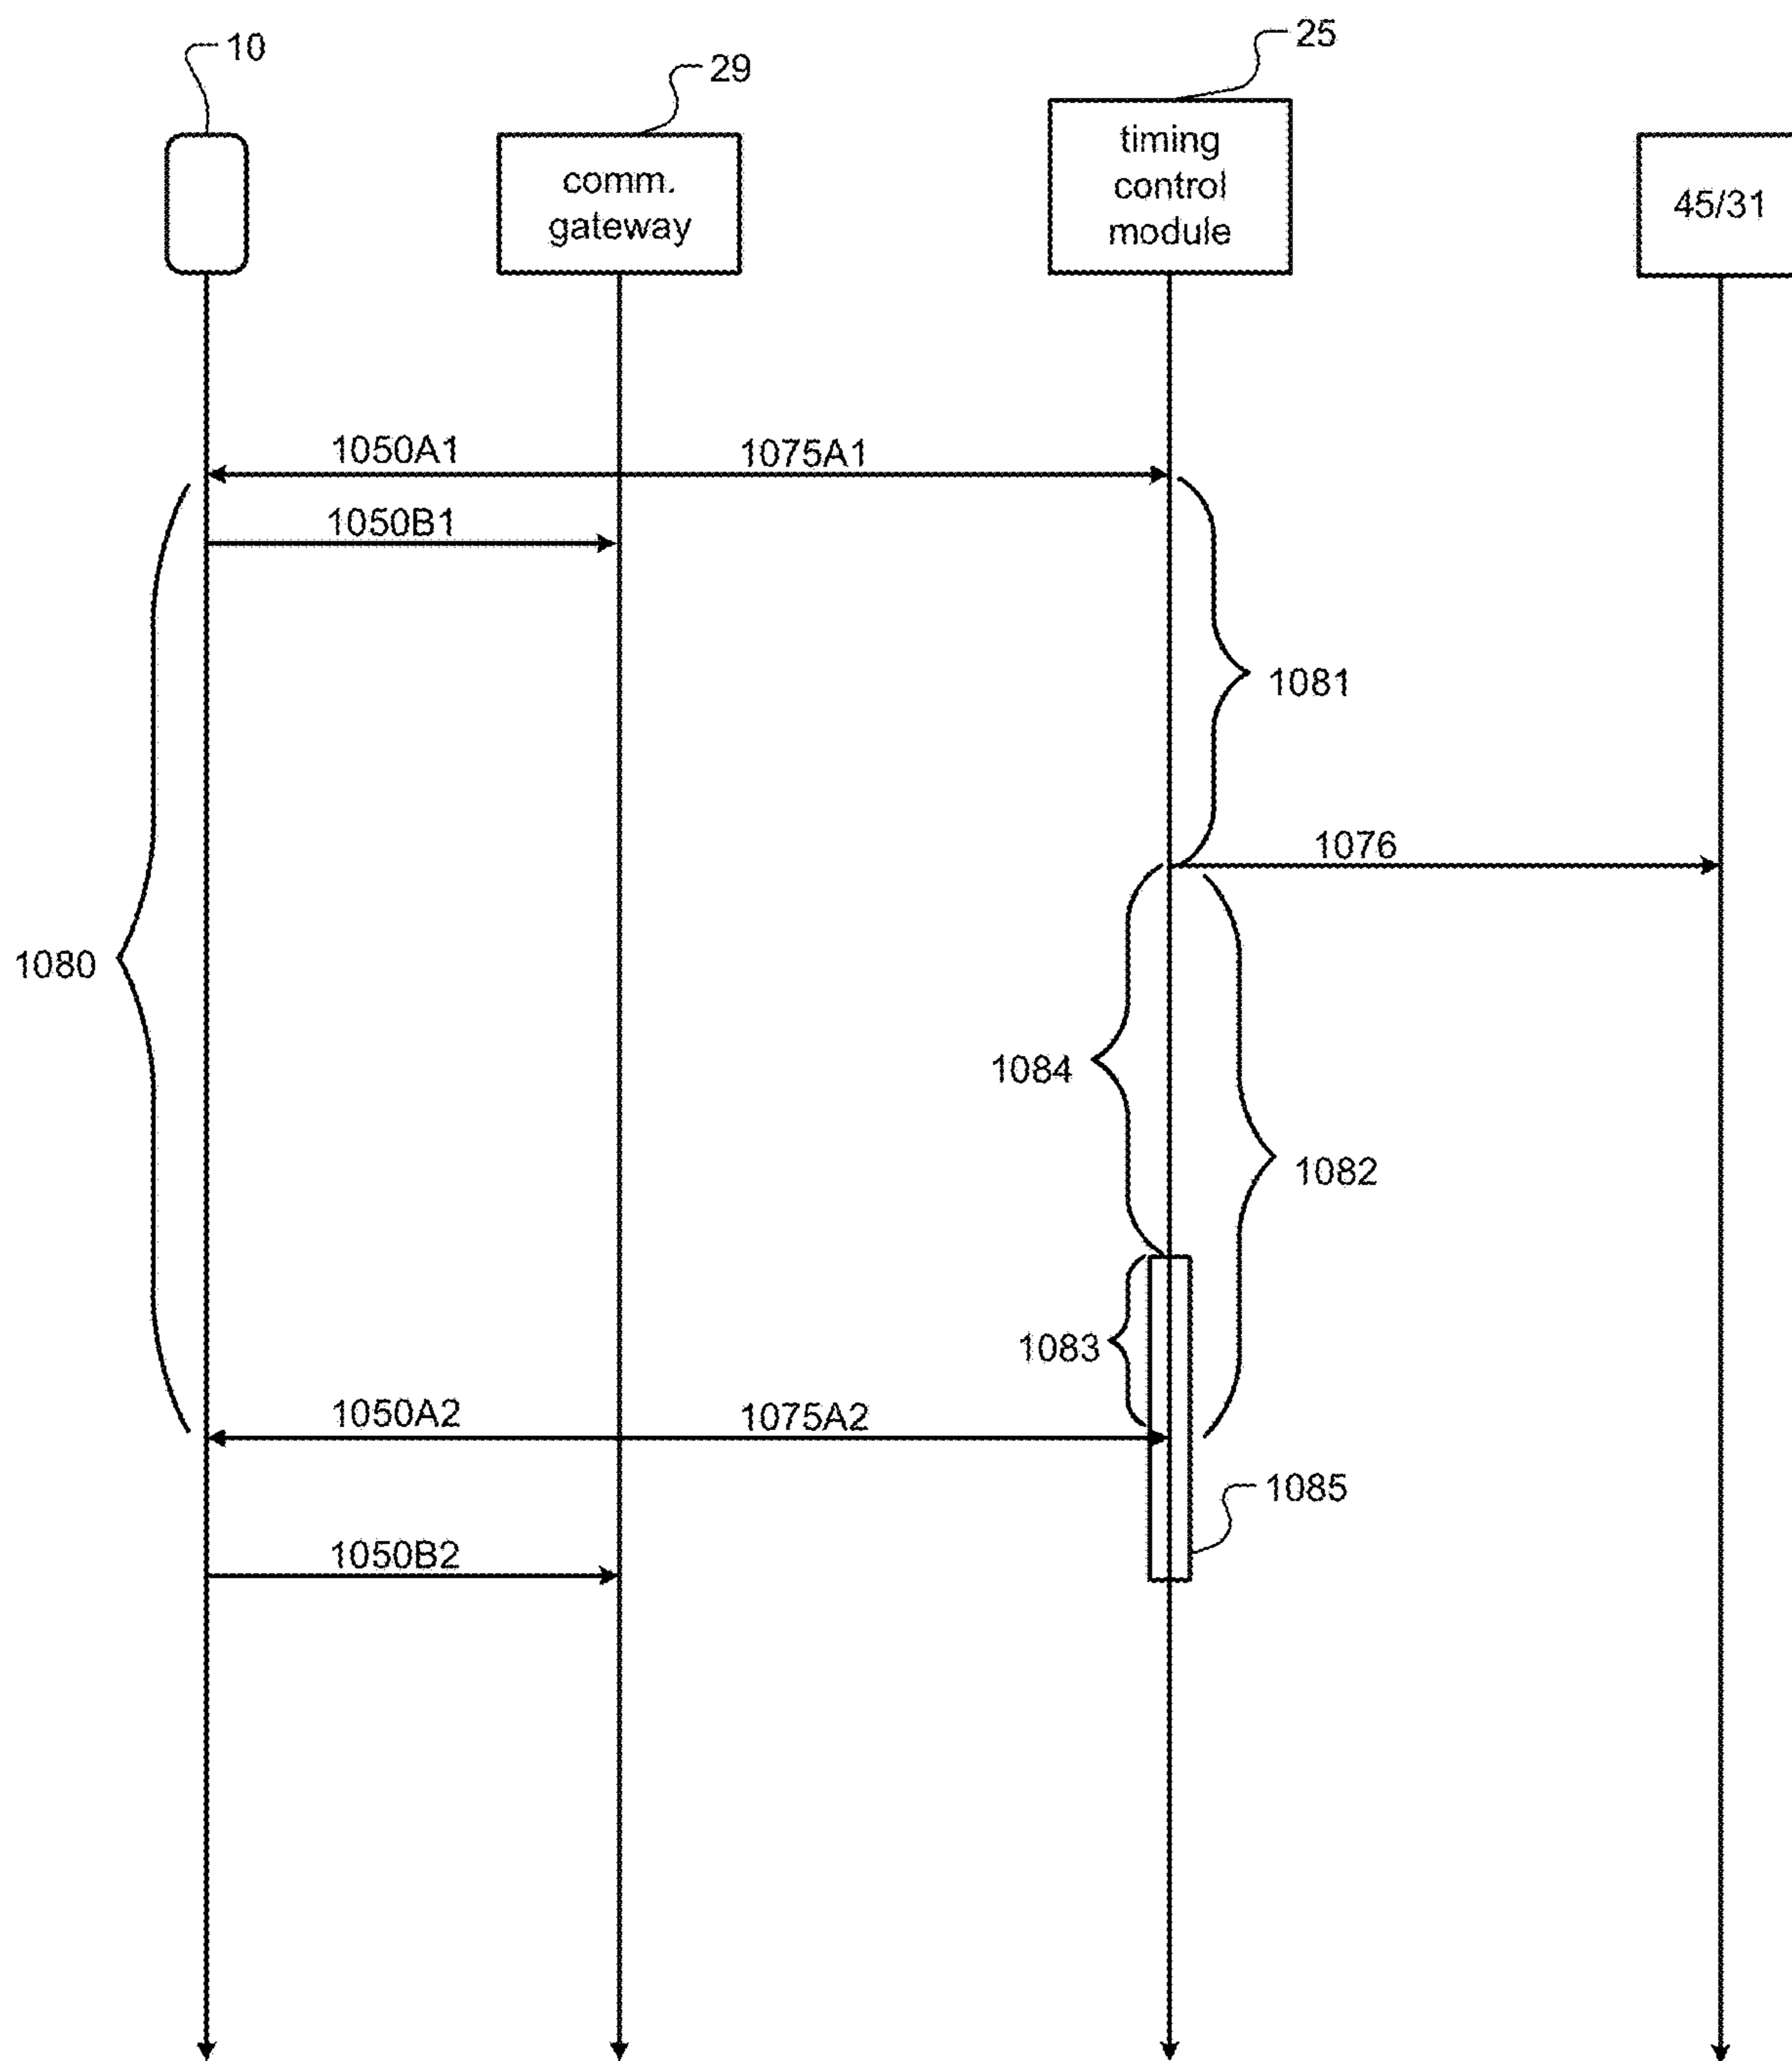 10
29
25
comm.
gateway
timing
control
module
45/31
1050A1
1075A1
1050B1
1081
1076
1080
1084
1082
1083
1050A2
1075A2
1085
1050B2